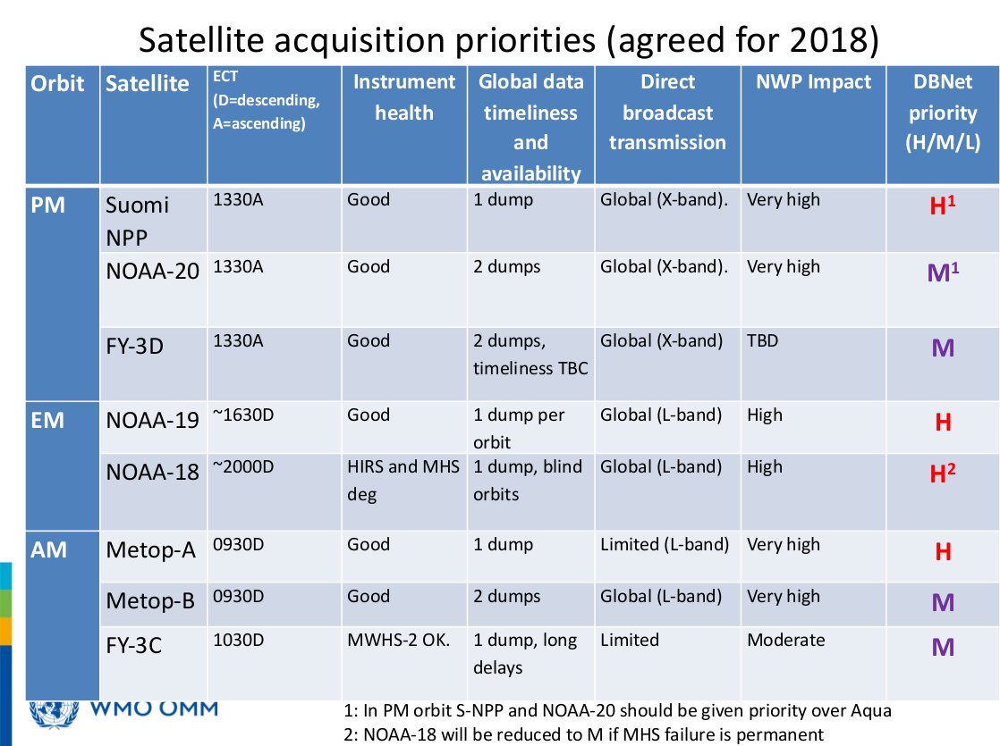 Satellite acquisition priorities (agreed for 2018)
Orbit Satellite ECT (D=descending, A=ascending) Instrument health Global data timeliness and availability Direct broadcast transmission NWP Impact DBNet priority (H/M/L)
PM Suomi NPP 1330A Good 1 dump Global (X-band). Very high H¹
NOAA-20 1330A Good 2 dumps Global (X-band). Very high M¹
FY-3D 1330A Good 2 dumps, timeliness TBC Global (X-band) TBD M
EM NOAA-19 ~1630D Good 1 dump per orbit Global (L-band) High H
NOAA-18 ~2000D HIRS and MHS deg 1 dump, blind orbits Global (L-band) High H²
AM Metop-A 0930D Good 1 dump Limited (L-band) Very high H
Metop-B 0930D Good 2 dumps Global (L-band) Very high M
FY-3C 1030D MWHS-2 OK. 1 dump, long delays Limited Moderate M
WMO OMM
1: In PM orbit S-NPP and NOAA-20 should be given priority over Aqua
2: NOAA-18 will be reduced to M if MHS failure is permanent